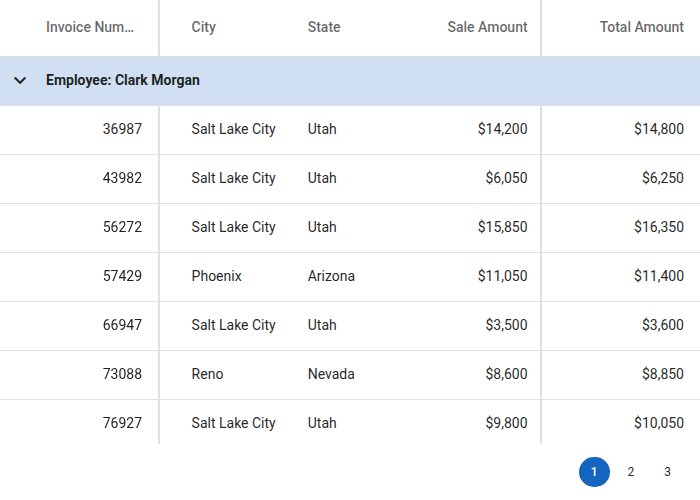 Invoice Num... City State Sale Amount Total Amount
Employee: Clark Morgan
36987 Salt Lake City Utah $14,200 $14,800
43982 Salt Lake City Utah $6,050 $6,250
56272 Salt Lake City Utah $15,850 $16,350
57429 Phoenix Arizona $11,050 $11,400
66947 Salt Lake City Utah $3,500 $3,600
73088 Reno Nevada $8,600 $8,850
76927 Salt Lake City Utah $9,800 $10,050
1 2 3